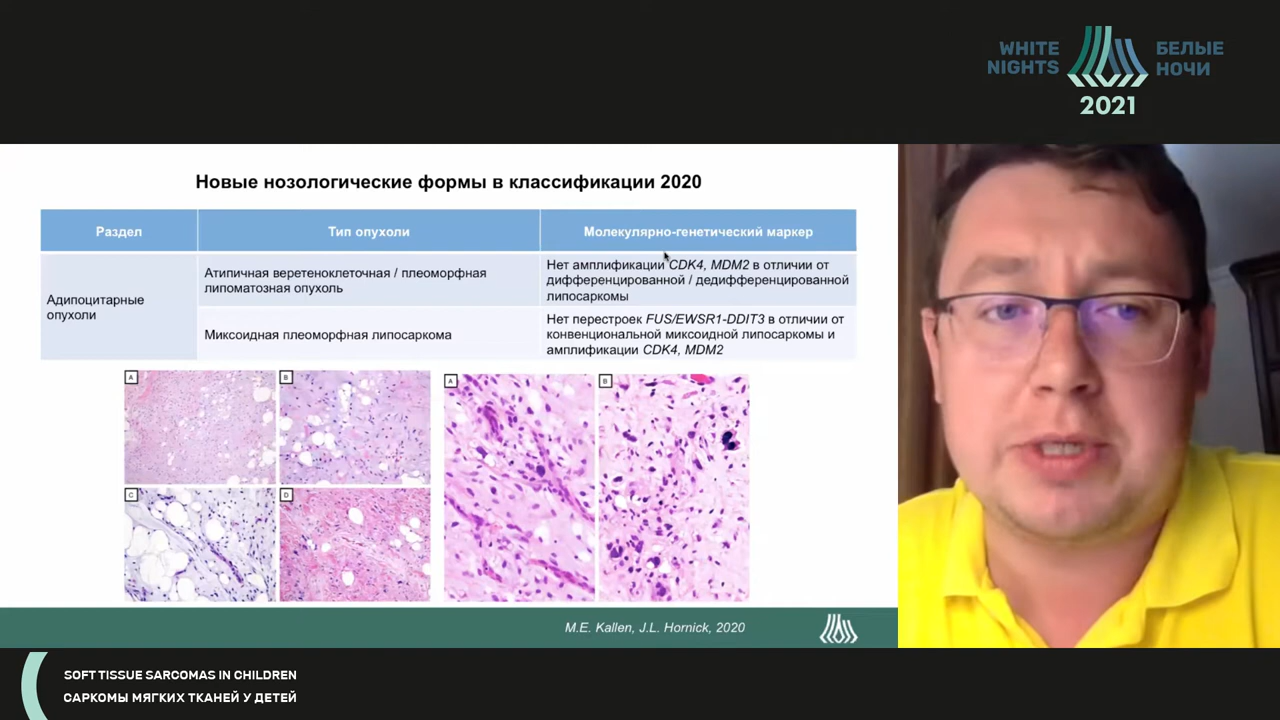 WHITE
NIGHTS
БЕЛЫЕ
НОЧИ
2021
Новые нозологические формы в классификации 2020
Раздел
Тип опухоли
Молекулярно-генетический маркер
Адипоцитарные
опухоли
Атипичная веретеноклеточная / плеоморфная
липоматозная опухоль
Нет амплификации CDK4, MDM2 в отличии от
дифференцированной / дедифференцированной
липосаркомы
Миксоидная плеоморфная липосаркома
Нет перестроек FUS/EWSR1-DDIT3 в отличии от
конвенциональной миксоидной липосаркомы и
амплификации CDK4, MDM2
A
B
C
D
A
B
M.E. Kallen, J.L. Hornick, 2020
SOFT TISSUE SARCOMAS IN CHILDREN
САРКОМЫ МЯГКИХ ТКАНЕЙ У ДЕТЕЙ